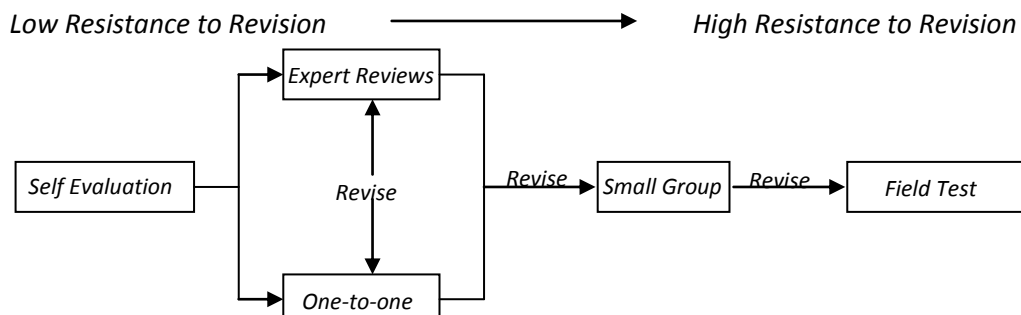 Low Resistance to Revision
High Resistance to Revision
Expert Reviews
Self Evaluation
Revise
Revise
Small Group
Revise
Field Test
One-to-one